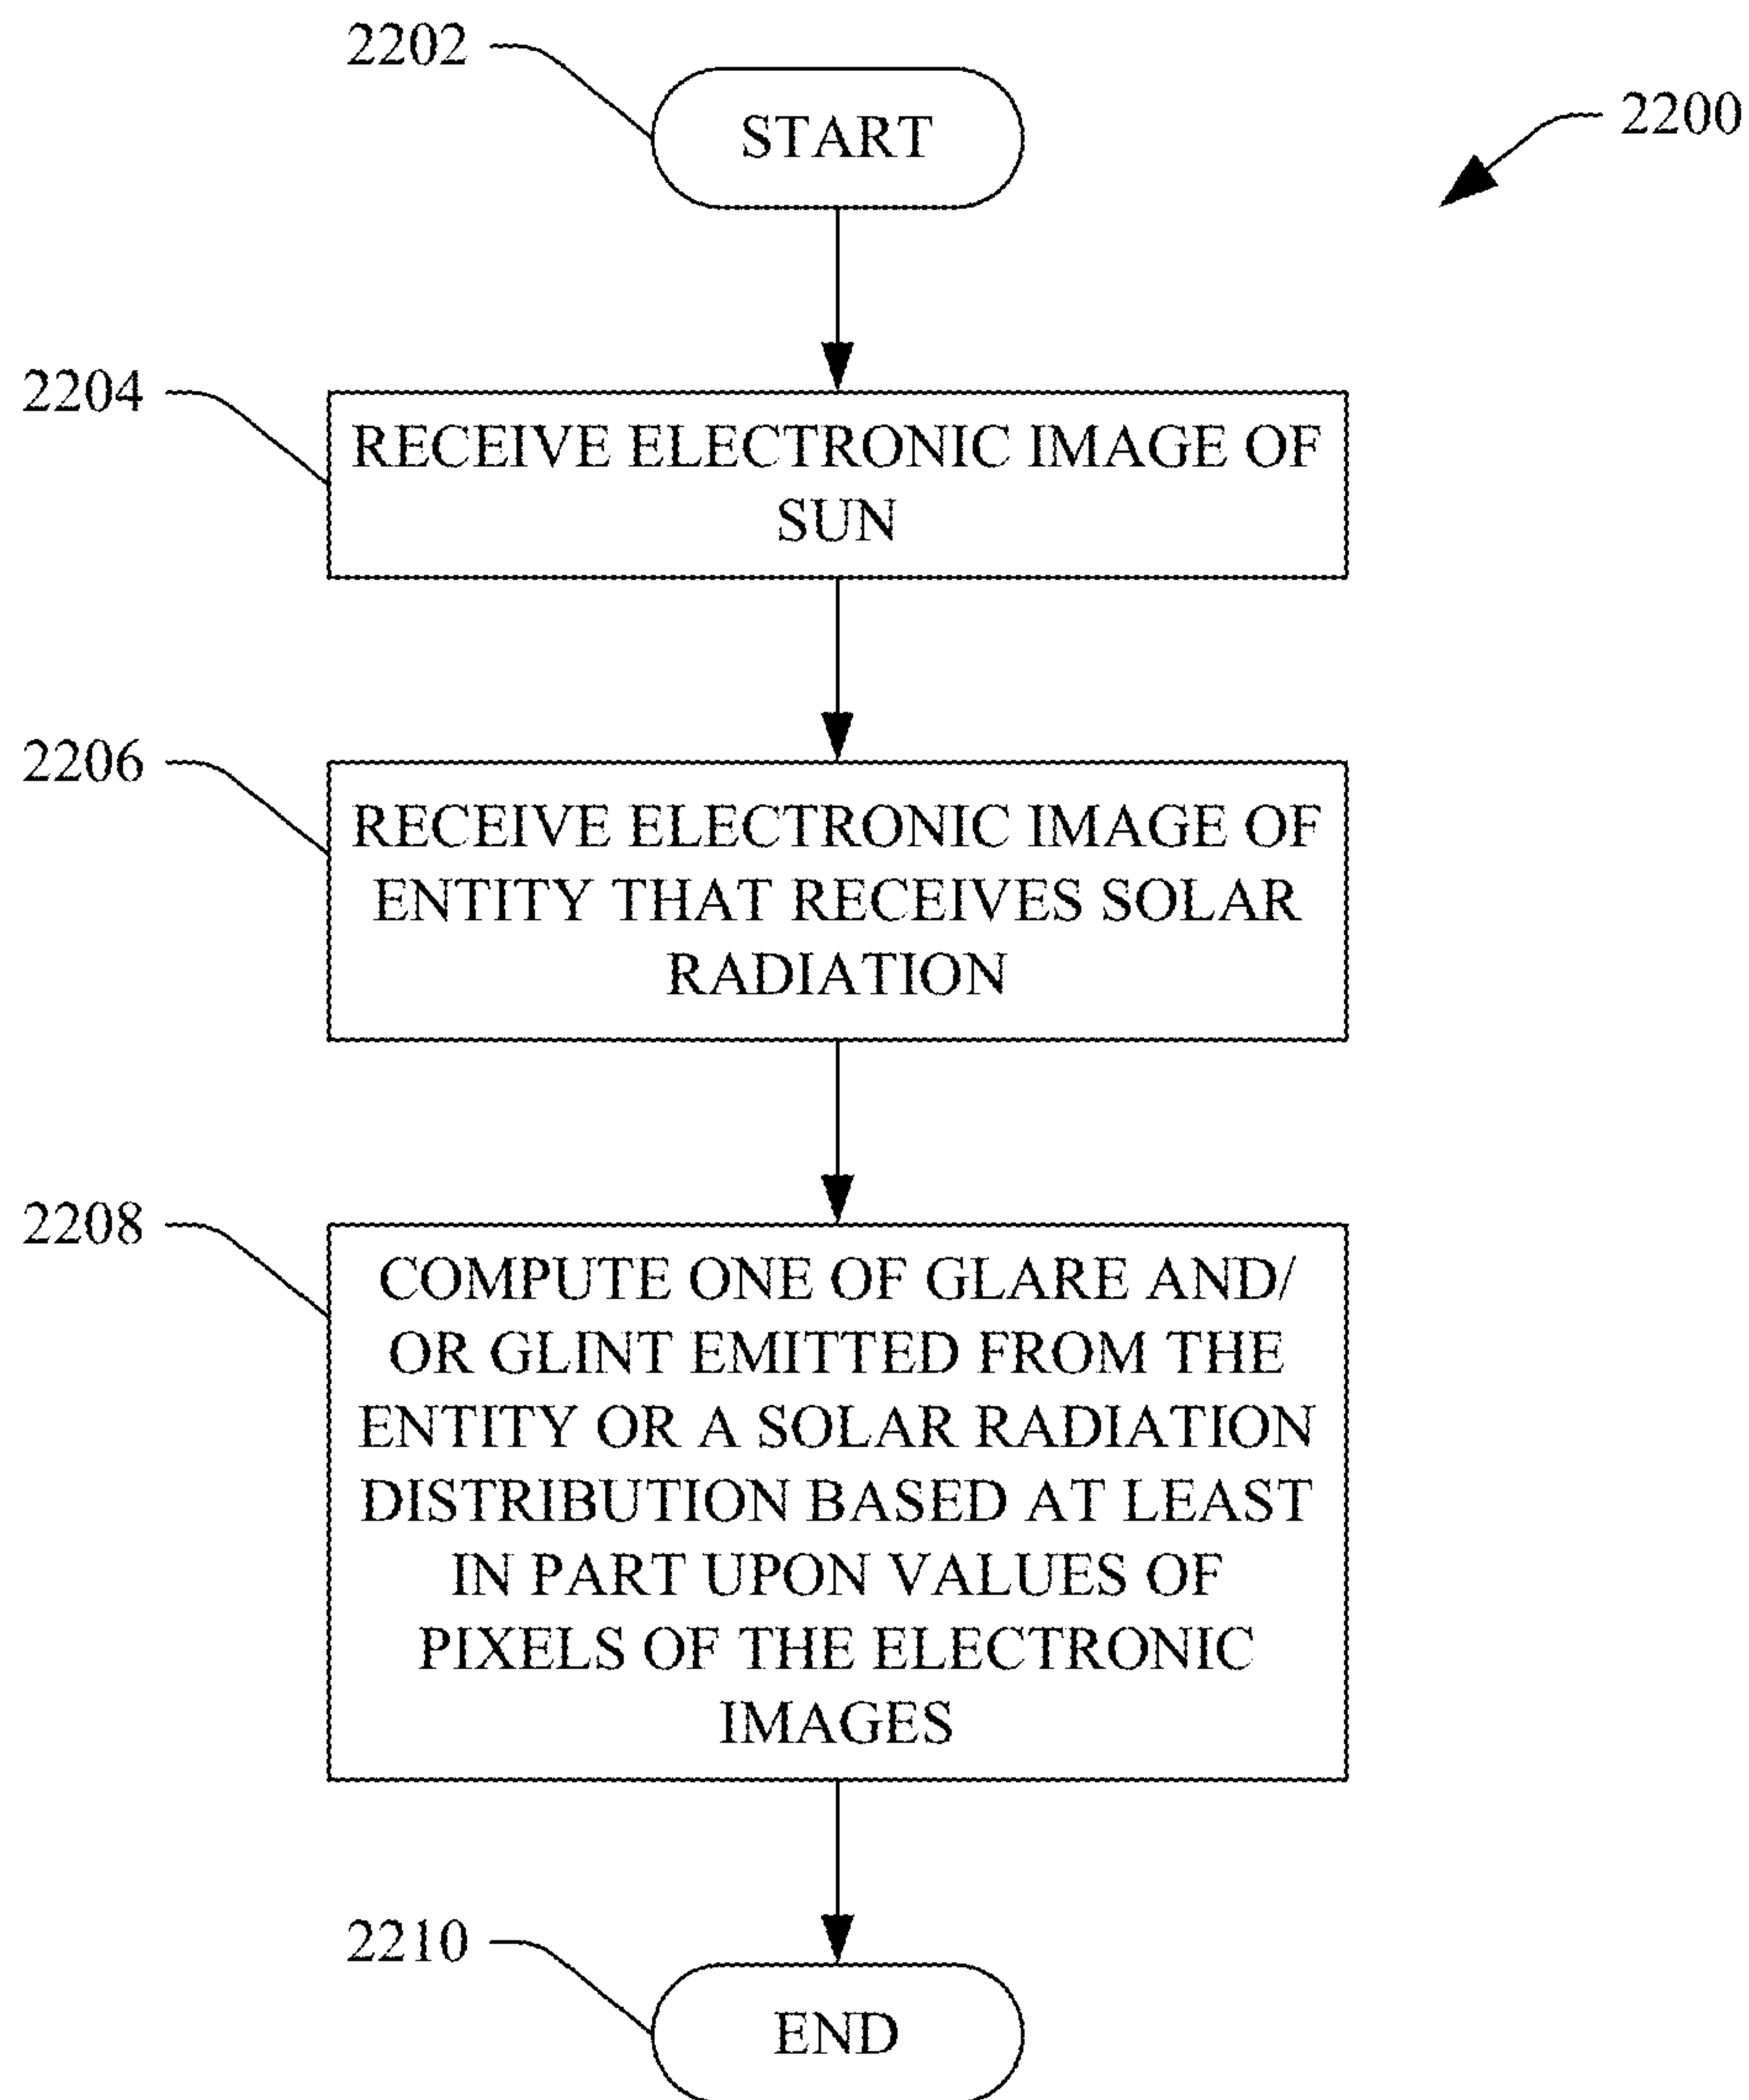 2202
START
2200
2204
RECEIVE ELECTRONIC IMAGE OF
SUN
2206
RECEIVE ELECTRONIC IMAGE OF
ENTITY THAT RECEIVES SOLAR
RADIATION
2208
COMPUTE ONE OF GLARE AND/
OR GLINT EMITTED FROM THE
ENTITY OR A SOLAR RADIATION
DISTRIBUTION BASED AT LEAST
IN PART UPON VALUES OF
PIXELS OF THE ELECTRONIC
IMAGES
2210
END